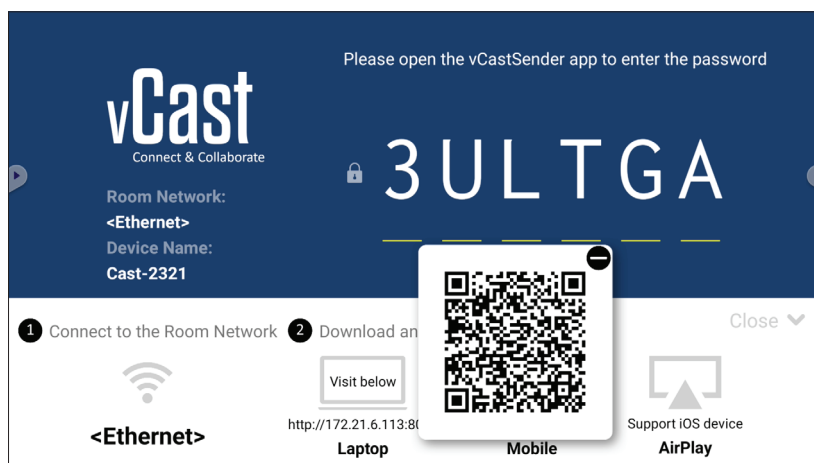 Please open the vCastSender app to enter the password
vCast
Connect & Collaborate
3ULTGA
Room Network:
<Ethernet>
Device Name:
Cast-2321
Close
1 Connect to the Room Network
2 Download an
Visit below
http://172.21.6.113:80
Support iOS device
<Ethernet>
Laptop
Mobile
AirPlay